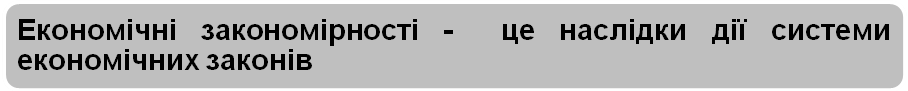 Економічні закономірності - це наслідки дії системи
економічних законів